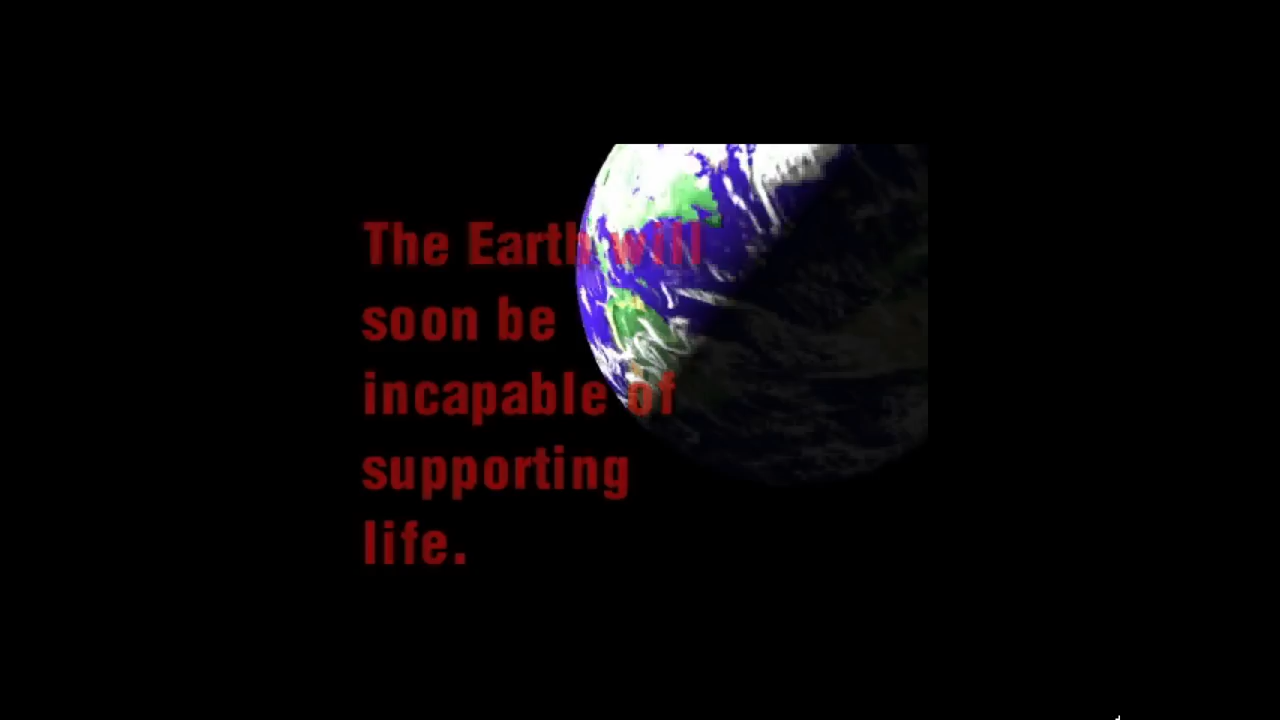 The Earth will
soon be
incapable of
supporting
life.